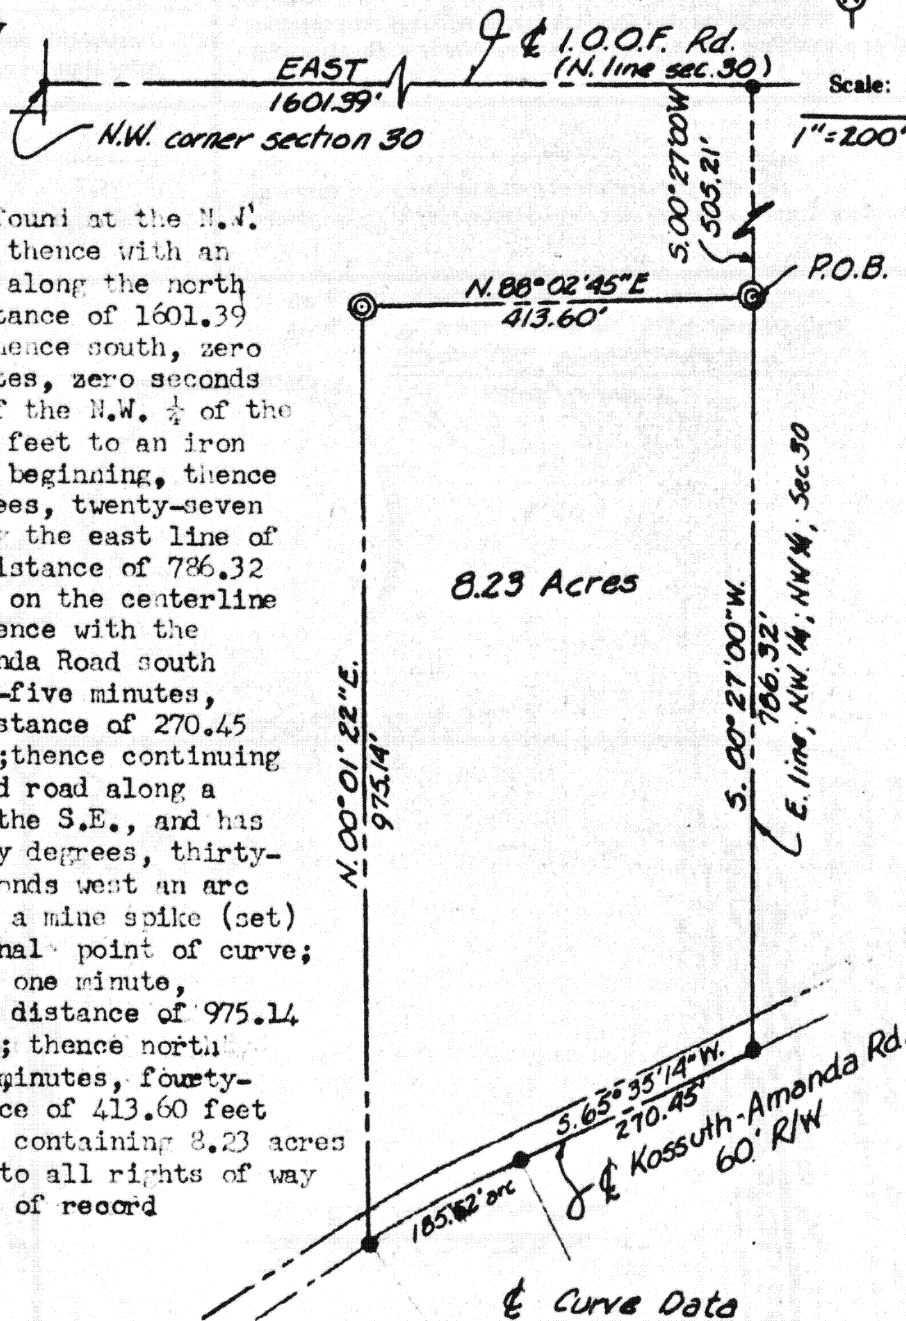 ℄ I.O.O.F. Rd.
(N. line sec. 30)
EAST
1601.39'
N.W. corner section 30
Scale:
1"=200'
S. 00°27'00"W
505.21'
P.O.B.
N. 88°02'45"E
413.60'
8.23 Acres
N. 00°01'22"E.
975.14'
S. 00°27'00"W.
786.32'
E. line, N.W. 1/4, NW 1/4, Sec 30
S. 65°35'14"W.
270.45'
℄ Kossuth-Amanda Rd.
60' R/W
185.62' arc
℄ Curve Data
found at the N.W.
thence with an
along the north
tance of 1601.39
hence south, zero
tes, zero seconds
f the N.W. ¼ of the
feet to an iron
beginning, thence
ees, twenty-seven
the east line of
istance of 786.32
on the centerline
ence with the
nda Road south
-five minutes,
stance of 270.45
;thence continuing
d road along a
the S.E., and has
y degrees, thirty-
onds west an arc
a mine spike (set)
nal point of curve;
one minute,
distance of 975.14
; thence north
minutes, fourty-
ce of 413.60 feet
containing 8.23 acres
to all rights of way
of record